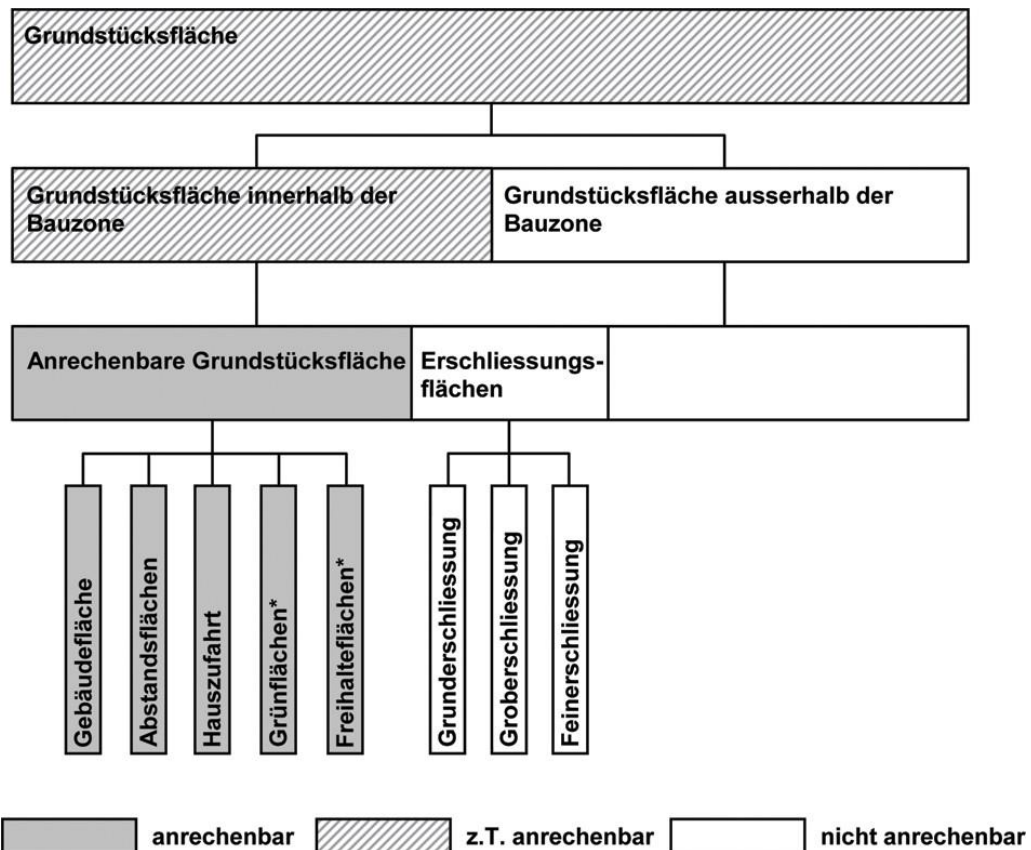 Grundstücksfläche
Grundstücksfläche innerhalb der
Bauzone
Grundstücksfläche ausserhalb der
Bauzone
Anrechenbare Grundstücksfläche
Erschliessungs-
flächen
Gebäudefläche
Abstandsflächen
Hauszufahrt
Grünflächen*
Freihalteflächen*
Grunderschliessung
Groberschliessung
Feinerschliessung
anrechenbar
z.T. anrechenbar
nicht anrechenbar